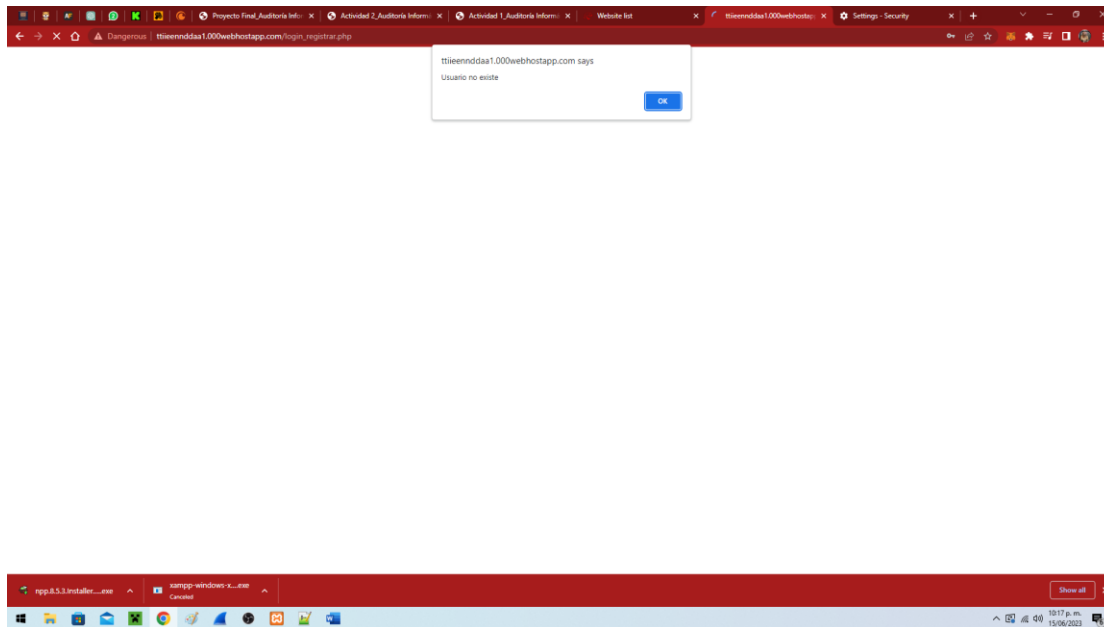 Proyecto Final_Auditoría Infor
Actividad 2_Auditoría Informá
Actividad 1_Auditoría Informá
Website list
ttiieennddaa1.000webhostapp.c
Settings - Security
Dangerous
ttiieennddaa1.000webhostapp.com/login_registrar.php
ttiieennddaa1.000webhostapp.com says
Usuario no existe
OK
npp.8.5.3.Installer....exe
xampp-windows-x....exe
Canceled
Show all
10:17 p. m.
15/06/2023